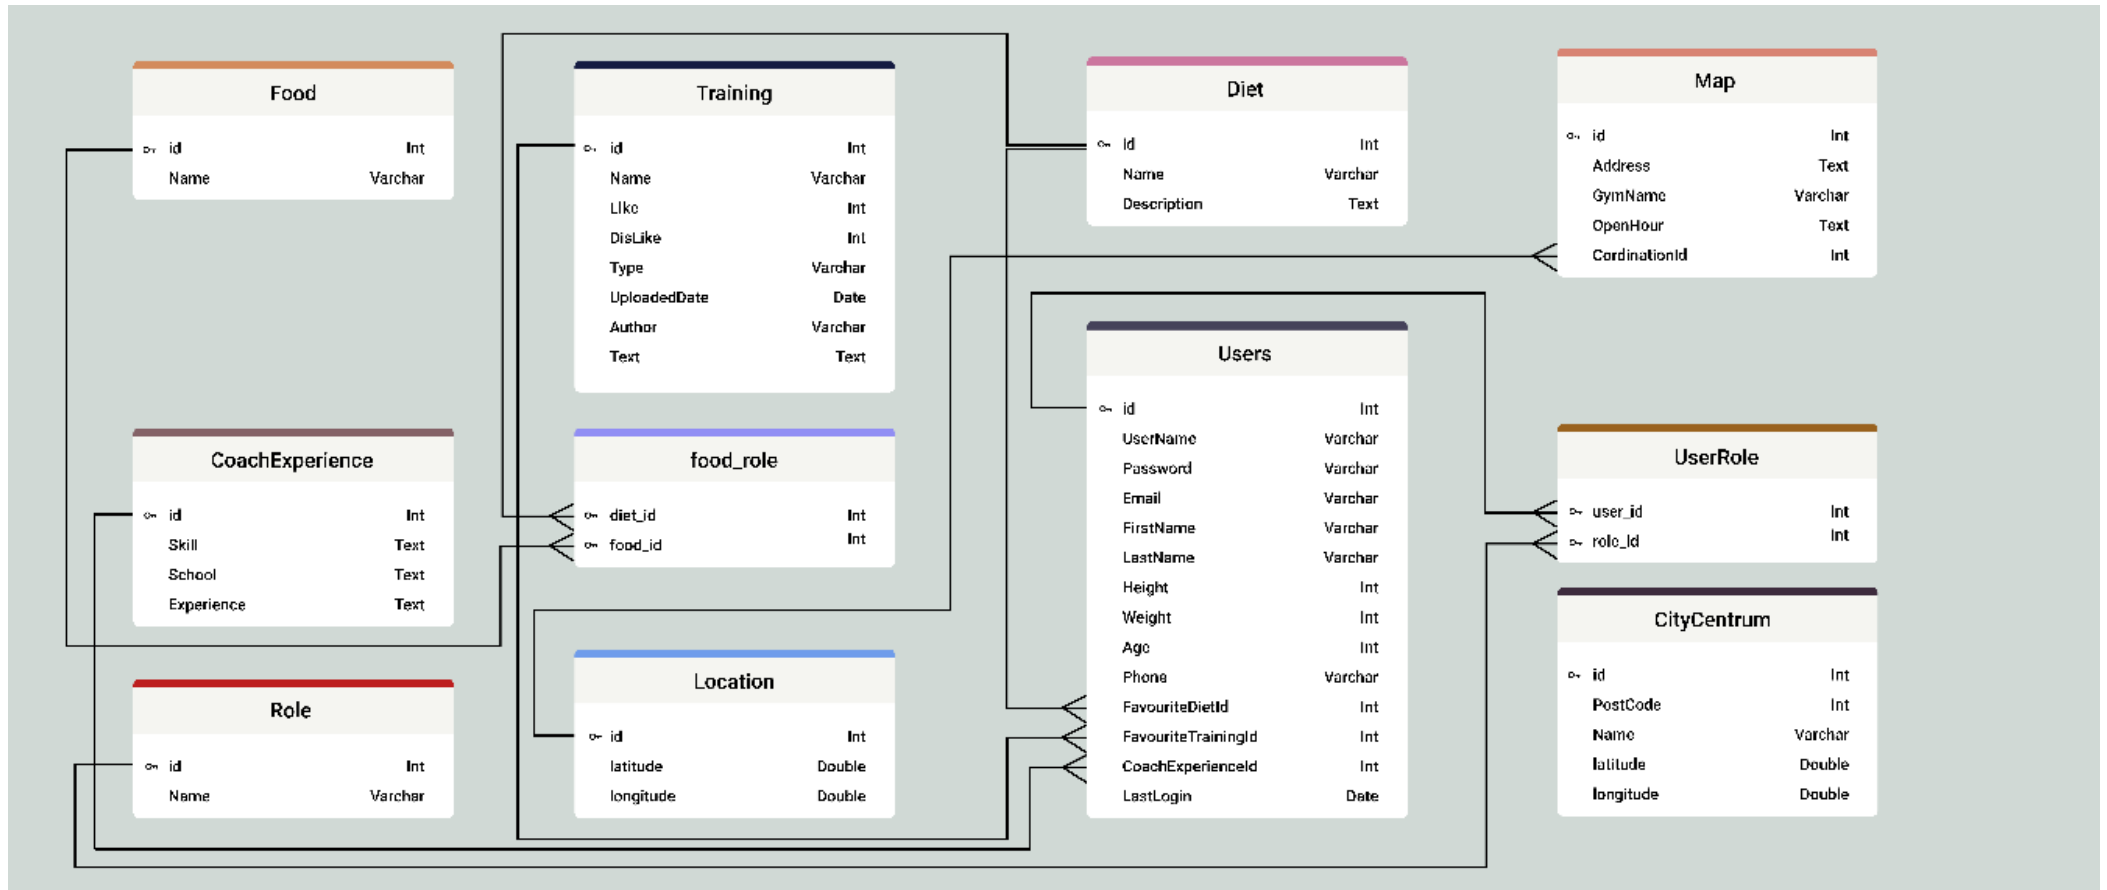 Food
id Int
Name Varchar
Training
id Int
Name Varchar
Like Int
DisLike Int
Type Varchar
UploadedDate Date
Author Varchar
Text Text
Diet
id Int
Name Varchar
Description Text
Map
id Int
Address Text
GymName Varchar
OpenHour Text
CordinationId Int
CoachExperience
id Int
Skill Text
School Text
Experience Text
food_role
diet_id Int
food_id Int
Users
id Int
UserName Varchar
Password Varchar
Email Varchar
FirstName Varchar
LastName Varchar
Height Int
Weight Int
Age Int
Phone Varchar
FavouriteDietId Int
FavouriteTrainingId Int
CoachExperienceId Int
LastLogin Date
UserRole
user_id Int
role_id Int
Role
id Int
Name Varchar
Location
id Int
latitude Double
longitude Double
CityCentrum
id Int
PostCode Int
Name Varchar
latitude Double
longitude Double